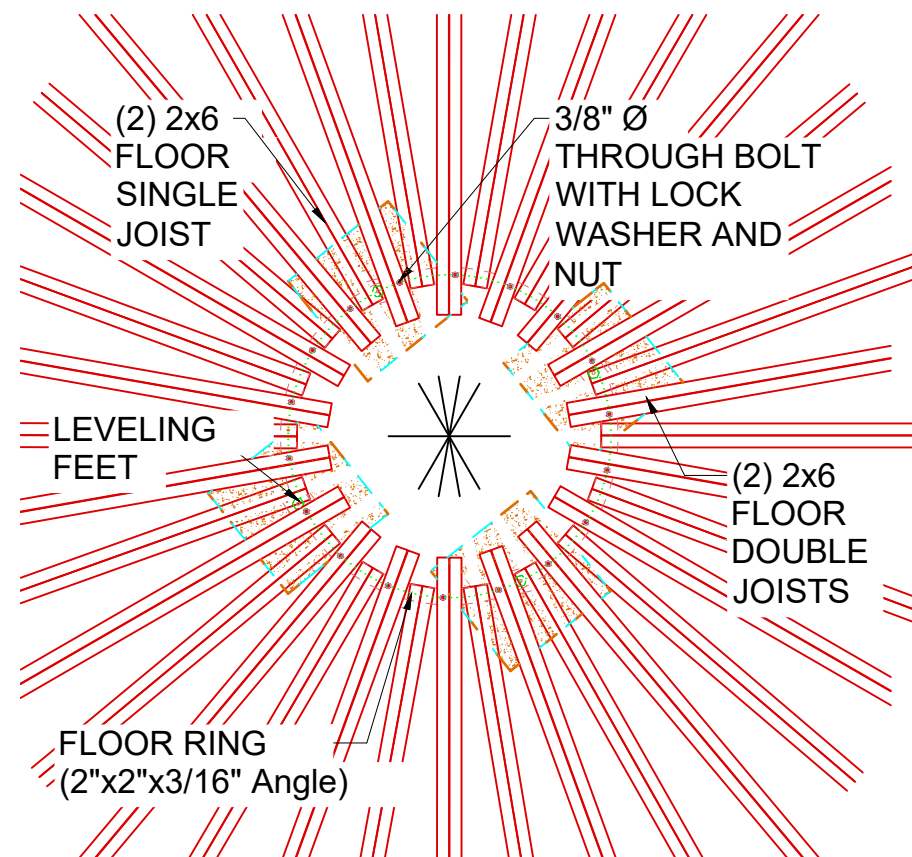 (2) 2x6
FLOOR
SINGLE
JOIST
3/8" Ø
THROUGH BOLT
WITH LOCK
WASHER AND
NUT
LEVELING
FEET
(2) 2x6
FLOOR
DOUBLE
JOISTS
FLOOR RING
(2"x2"x3/16" Angle)